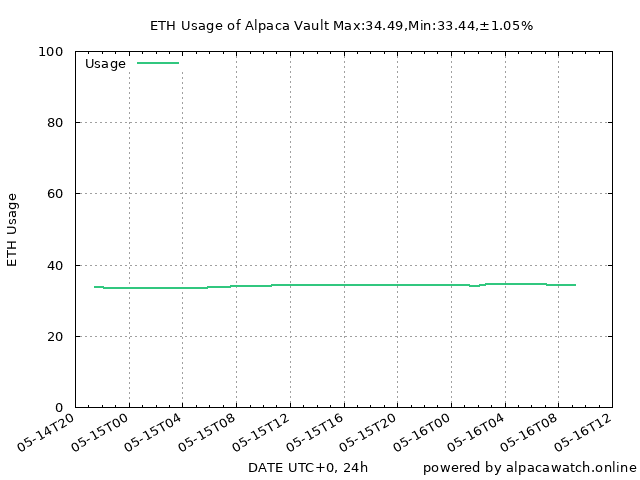 ETH Usage of Alpaca Vault Max:34.49,Min:33.44,±1.05%
Usage
ETH Usage
100
80
60
40
20
0
05-14T20
05-15T00
05-15T04
05-15T08
05-15T12
05-15T16
05-15T20
05-16T00
05-16T04
05-16T08
05-16T12
DATE UTC+0, 24h
powered by alpacawatch.online